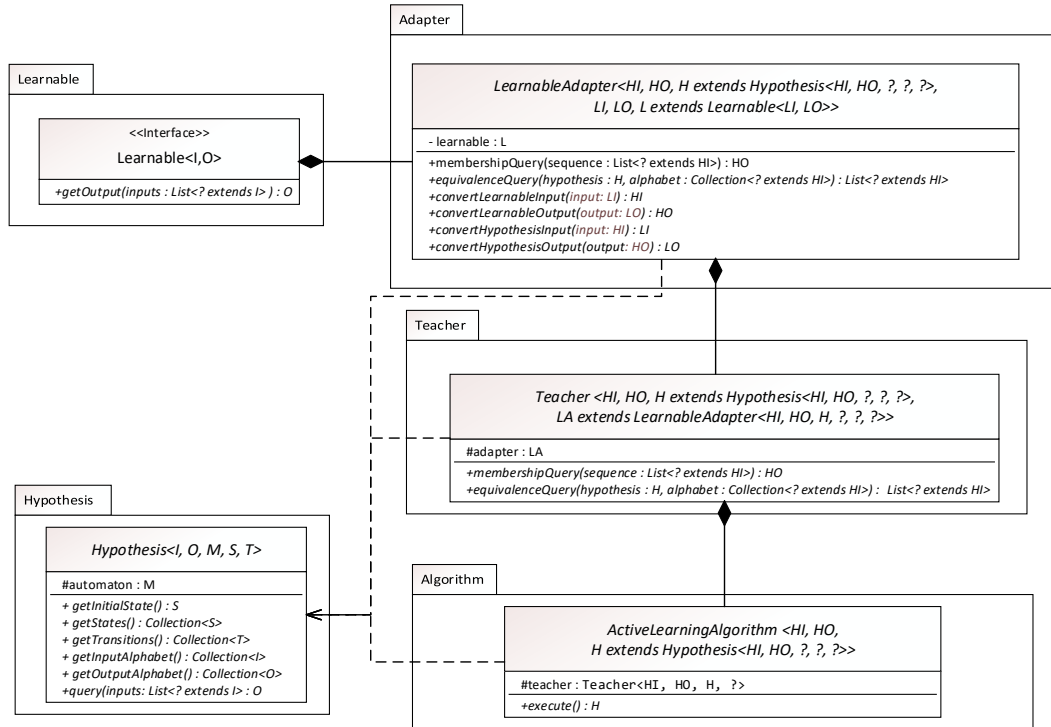 Adapter
LearnableAdapter<HI, HO, H extends Hypothesis<HI, HO, ?, ?, ?>,
LI, LO, L extends Learnable<LI, LO>>
- learnable : L
+membershipQuery(sequence : List<? extends HI>) : HO
+equivalenceQuery(hypothesis : H, alphabet : Collection<? extends HI>) : List<? extends HI>
+convertLearnableInput(input: LI) : HI
+convertLearnableOutput(output: LO) : HO
+convertHypothesisInput(input: HI) : LI
+convertHypothesisOutput(output: HO) : LO
Learnable
<<Interface>>
Learnable<I,O>
+getOutput(inputs : List<? extends I> ) : O
Teacher
Teacher <HI, HO, H extends Hypothesis<HI, HO, ?, ?, ?>,
LA extends LearnableAdapter<HI, HO, H, ?, ?, ?>>
#adapter : LA
+membershipQuery(sequence : List<? extends HI>) : HO
+equivalenceQuery(hypothesis : H, alphabet : Collection<? extends HI>) : List<? extends HI>
Hypothesis
Hypothesis<I, O, M, S, T>
#automaton : M
+ getInitialState() : S
+ getStates() : Collection<S>
+ getTransitions() : Collection<T>
+ getInputAlphabet() : Collection<I>
+ getOutputAlphabet() : Collection<O>
+query(inputs: List<? extends I> : O
Algorithm
ActiveLearningAlgorithm <HI, HO,
H extends Hypothesis<HI, HO, ?, ?, ?>>
#teacher : Teacher<HI, HO, H, ?>
+execute() : H